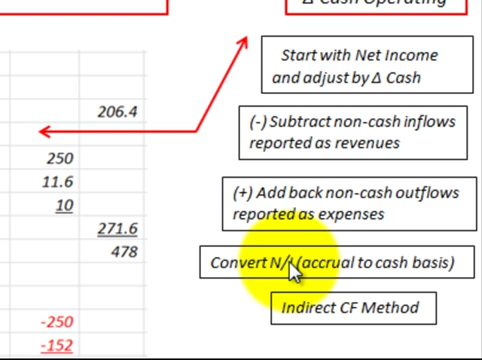 Δ Cash Operating
Start with Net Income
and adjust by Δ Cash
206.4
(-) Subtract non-cash inflows
reported as revenues
250
11.6
(+) Add back non-cash outflows
10
reported as expenses
271.6
478
Convert N/I (accrual to cash basis)
Indirect CF Method
-250
-152